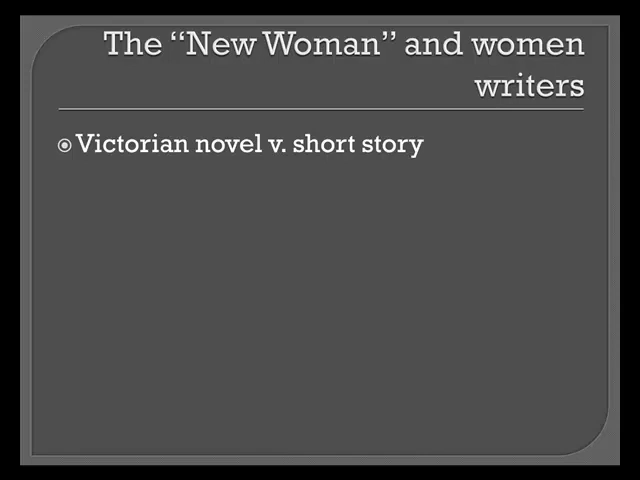 The “New Woman” and women
writers
Victorian novel v. short story